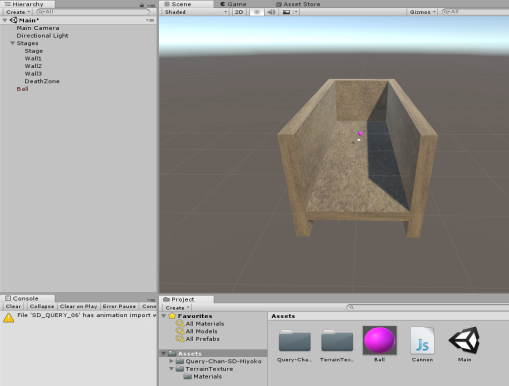 Hierarchy
Create
All
Main*
Main Camera
Directional Light
Stages
Stage
Wall1
Wall2
Wall3
DeathZone
Ball
Scene
Game
Asset Store
Shaded
2D
Gizmos
All
Console
Clear
Collapse
Clear on Play
Error Pause
File 'SD_QUERY_06' has animation import w
Project
Create
Favorites
All Materials
All Models
All Prefabs
Assets
Query-Chan-SD-Hiyoko
TerrainTexture
Materials
Assets
js
Query-Cha...
TerrainTex...
Ball
Cannon
Main